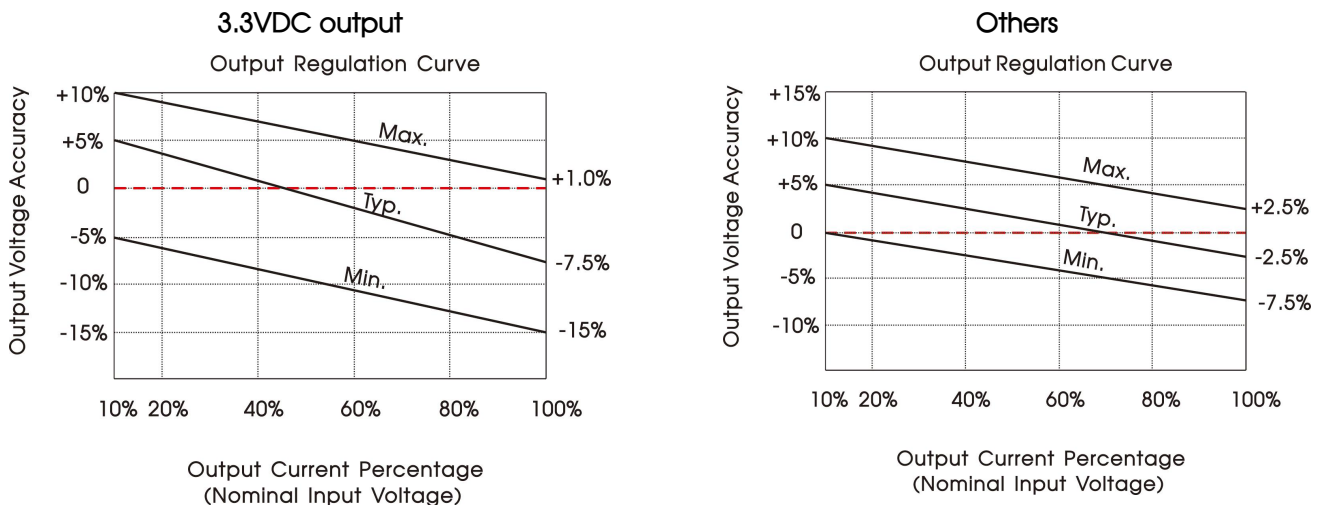 3.3VDC output
Output Regulation Curve
Output Voltage Accuracy
+10%
+5%
0
-5%
-10%
-15%
Max.
Typ.
Min.
+1.0%
-7.5%
-15%
10% 20% 40% 60% 80% 100%
Output Current Percentage
(Nominal Input Voltage)
Others
Output Regulation Curve
Output Voltage Accuracy
+15%
+10%
+5%
0
-5%
-10%
Max.
Typ.
Min.
+2.5%
-2.5%
-7.5%
10% 20% 40% 60% 80% 100%
Output Current Percentage
(Nominal Input Voltage)